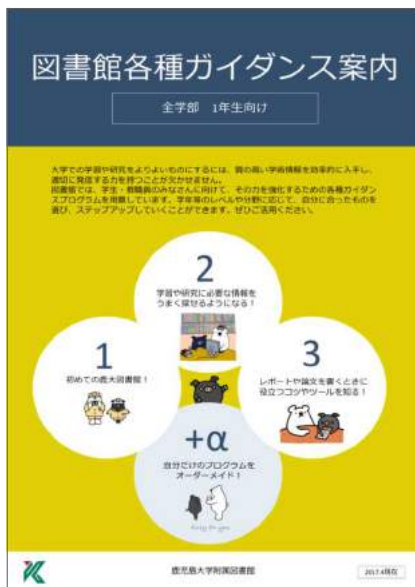 図書館各種ガイダンス案内
全学部 1年生向け
大学での学習や研究をよりよいものにするには、質の高い学術情報を効率的に入手し、
適切に発信する力を持つことが欠かせません。
図書館では、学生・教職員のみなさんに向けて、その力を強化するための各種ガイダン
スプログラムを用意しています。学年等のレベルや分野に応じて、自分に合ったものを
選び、ステップアップしていくことができます。ぜひご活用ください。
2
学習や研究に必要な情報を
うまく探せるようになる！
1
初めての鹿大図書館！
3
レポートや論文を書くときに
役立つコツやツールを知る！
+α
自分だけのプログラムを
オーダーメイド！
鹿児島大学附属図書館
2017.4現在